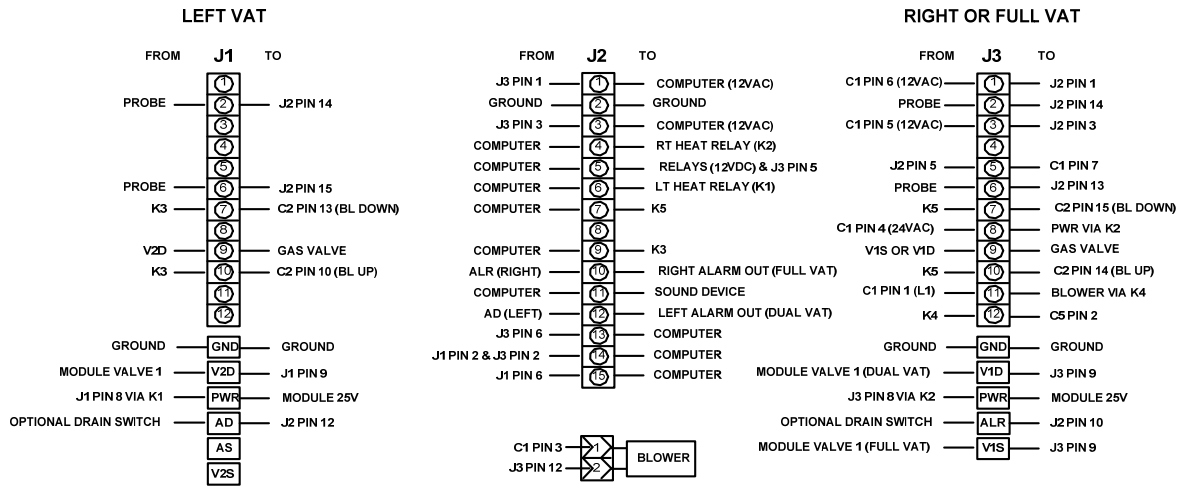 LEFT VAT
FROM J1 TO
1
PROBE 2 J2 PIN 14
3
4
5
PROBE 6 J2 PIN 15
K3 7 C2 PIN 13 (BL DOWN)
8
V2D 9 GAS VALVE
K3 10 C2 PIN 10 (BL UP)
11
12
GROUND GND GROUND
MODULE VALVE 1 V2D J1 PIN 9
J1 PIN 8 VIA K1 PWR MODULE 25V
OPTIONAL DRAIN SWITCH AD J2 PIN 12
AS
V2S
FROM J2 TO
J3 PIN 1 1 COMPUTER (12VAC)
GROUND 2 GROUND
J3 PIN 3 3 COMPUTER (12VAC)
COMPUTER 4 RT HEAT RELAY (K2)
COMPUTER 5 RELAYS (12VDC) & J3 PIN 5
COMPUTER 6 LT HEAT RELAY (K1)
COMPUTER 7 K5
8
COMPUTER 9 K3
ALR (RIGHT) 10 RIGHT ALARM OUT (FULL VAT)
COMPUTER 11 SOUND DEVICE
AD (LEFT) 12 LEFT ALARM OUT (DUAL VAT)
J3 PIN 6 13 COMPUTER
J1 PIN 2 & J3 PIN 2 14 COMPUTER
J1 PIN 6 15 COMPUTER
C1 PIN 3 1
J3 PIN 12 2
BLOWER
RIGHT OR FULL VAT
FROM J3 TO
C1 PIN 6 (12VAC) 1 J2 PIN 1
PROBE 2 J2 PIN 14
C1 PIN 5 (12VAC) 3 J2 PIN 3
4
J2 PIN 5 5 C1 PIN 7
PROBE 6 J2 PIN 13
K5 7 C2 PIN 15 (BL DOWN)
C1 PIN 4 (24VAC) 8 PWR VIA K2
V1S OR V1D 9 GAS VALVE
K5 10 C2 PIN 14 (BL UP)
C1 PIN 1 (L1) 11 BLOWER VIA K4
K4 12 C5 PIN 2
GROUND GND GROUND
MODULE VALVE 1 (DUAL VAT) V1D J3 PIN 9
J3 PIN 8 VIA K2 PWR MODULE 25V
OPTIONAL DRAIN SWITCH ALR J2 PIN 10
MODULE VALVE 1 (FULL VAT) V1S J3 PIN 9